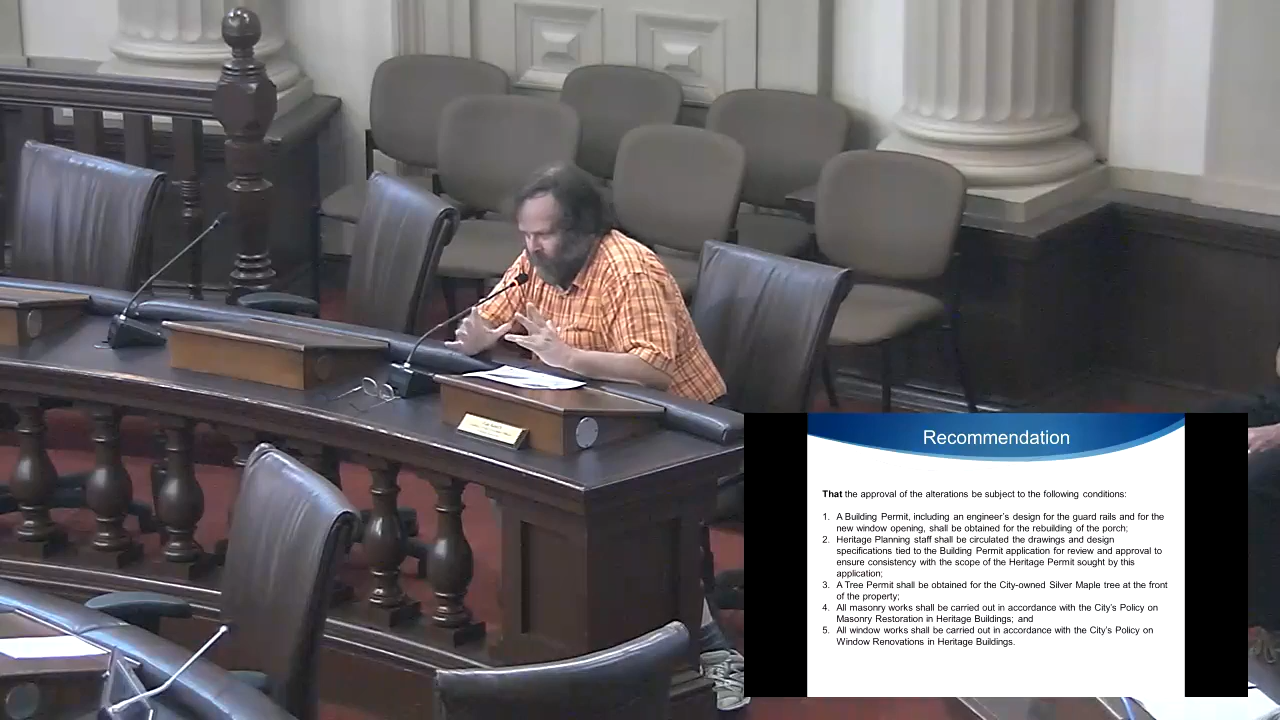 Recommendation
That the approval of the alterations be subject to the following conditions:
1. A Building Permit, including an engineer's design for the guard rails and for the
new window opening, shall be obtained for the rebuilding of the porch;
2. Heritage Planning staff shall be circulated the drawings and design
specifications tied to the Building Permit application for review and approval to
ensure consistency with the scope of the Heritage Permit sought by this
application;
3. A Tree Permit shall be obtained for the City-owned Silver Maple tree at the front
of the property;
4. All masonry works shall be carried out in accordance with the City's Policy on
Masonry Restoration in Heritage Buildings; and
5. All window works shall be carried out in accordance with the City's Policy on
Window Renovations in Heritage Buildings.